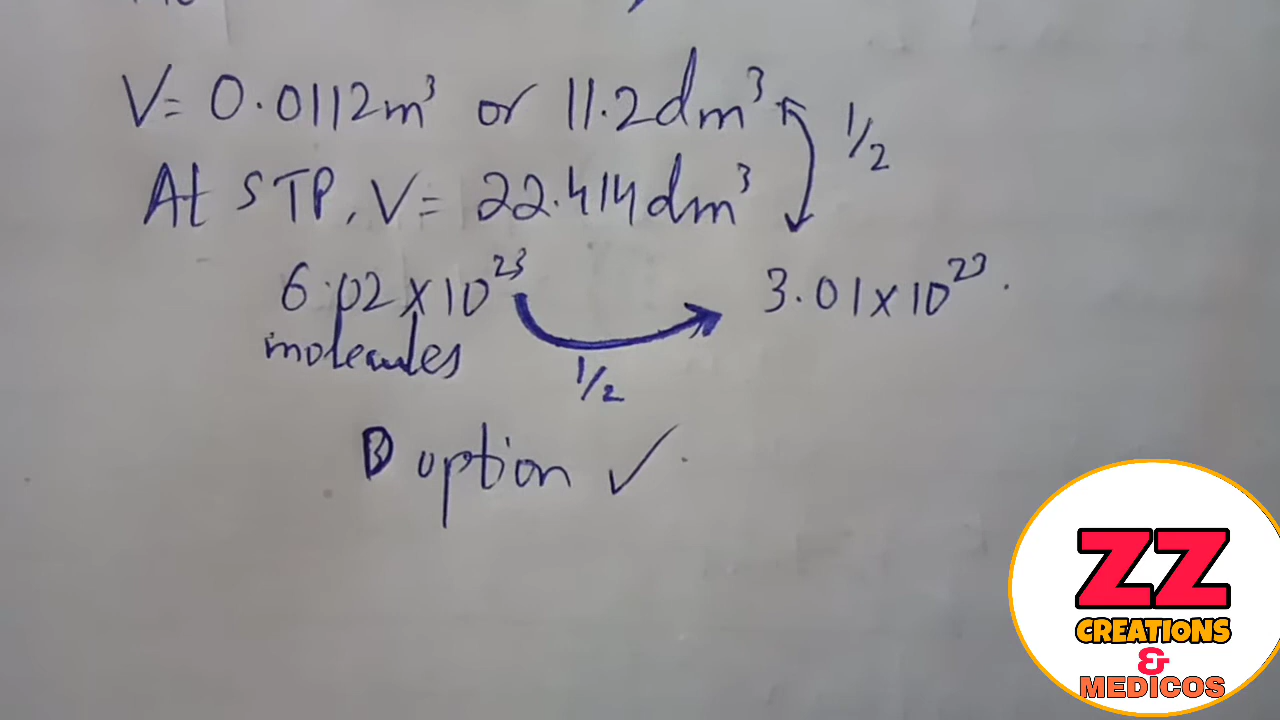 V= 0.0112m³ or 11.2dm³ 1/2
At STP, V= 22.414dm³
6.02x10²³ 3.01x10²³.
molecules
1/2
option ✓
ZZ
CREATIONS
&
MEDICOS